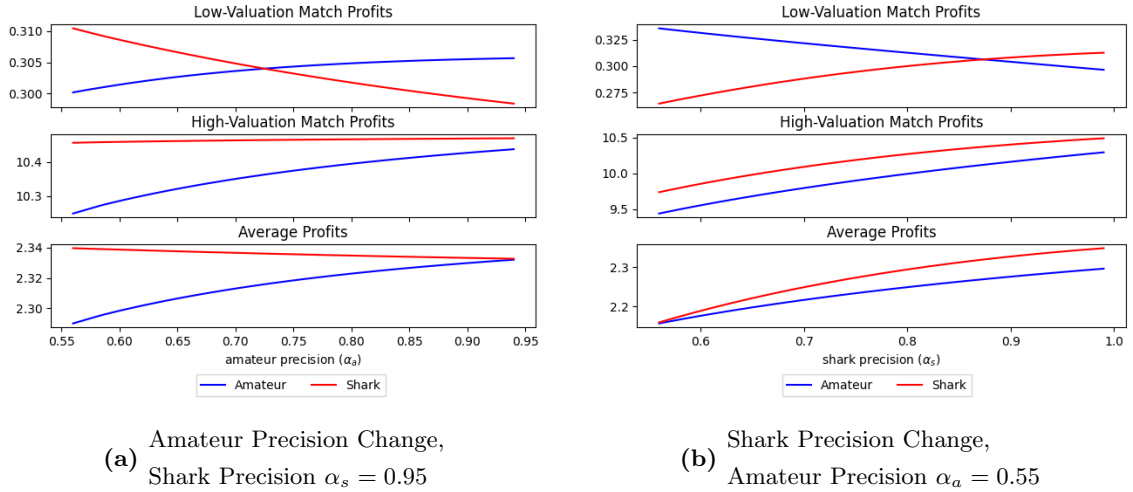 Low-Valuation Match Profits
0.310
0.305
0.300
High-Valuation Match Profits
10.4
10.3
Average Profits
2.34
2.32
2.30
0.55 0.60 0.65 0.70 0.75 0.80 0.85 0.90 0.95
amateur precision (αₐ)
Amateur Shark
(a) Amateur Precision Change,
Shark Precision αₛ = 0.95
Low-Valuation Match Profits
0.325
0.300
0.275
High-Valuation Match Profits
10.5
10.0
9.5
Average Profits
2.3
2.2
0.6 0.7 0.8 0.9 1.0
shark precision (αₛ)
Amateur Shark
(b) Shark Precision Change,
Amateur Precision αₐ = 0.55